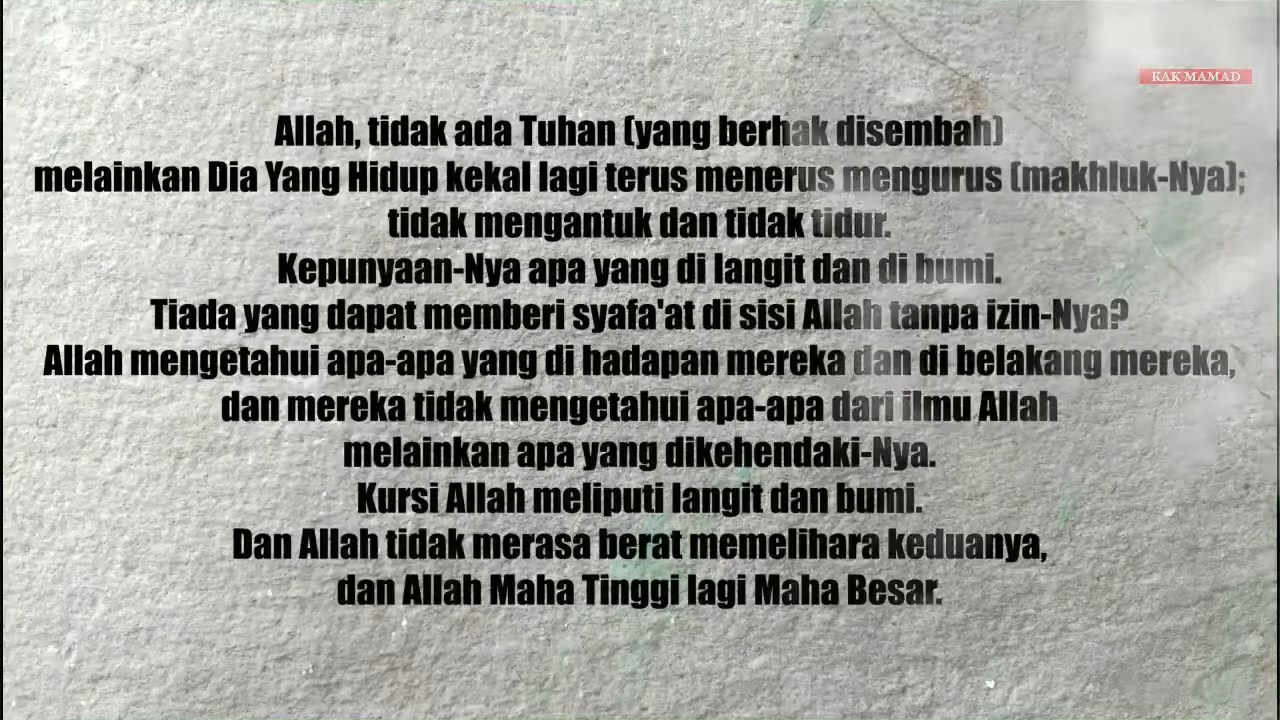 KAK MAMAD
Allah, tidak ada Tuhan (yang berhak disembah)
melainkan Dia Yang Hidup kekal lagi terus menerus mengurus (makhluk-Nya);
tidak mengantuk dan tidak tidur.
Kepunyaan-Nya apa yang di langit dan di bumi.
Tiada yang dapat memberi syafa'at di sisi Allah tanpa izin-Nya?
Allah mengetahui apa-apa yang di hadapan mereka dan di belakang mereka,
dan mereka tidak mengetahui apa-apa dari ilmu Allah
melainkan apa yang dikehendaki-Nya.
Kursi Allah meliputi langit dan bumi.
Dan Allah tidak merasa berat memelihara keduanya,
dan Allah Maha Tinggi lagi Maha Besar.